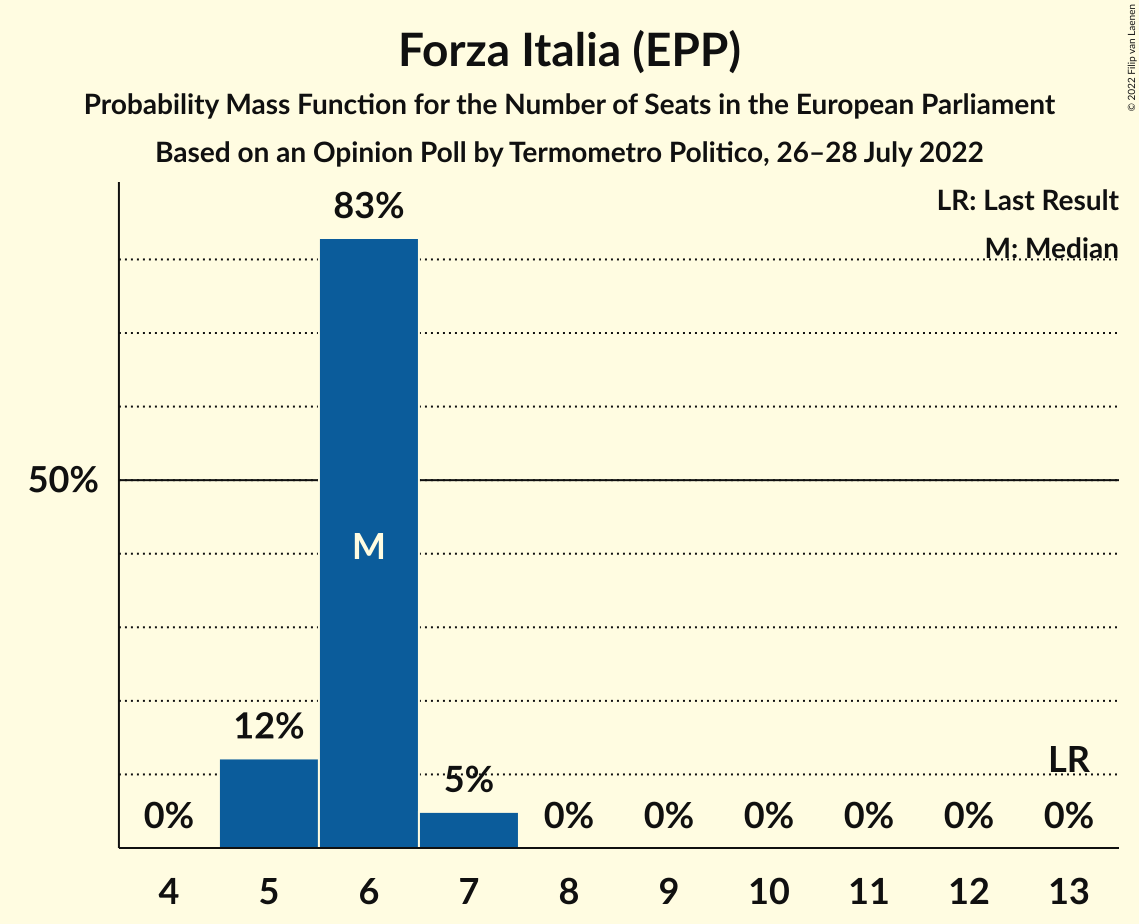 Forza Italia (EPP)
Probability Mass Function for the Number of Seats in the European Parliament
Based on an Opinion Poll by Termometro Politico, 26–28 July 2022
© 2022 Filip van Laenen
LR: Last Result
M: Median
83%
50%
M
12%
5%
LR
0%
0%
0%
0%
0%
0%
0%
4 5 6 7 8 9 10 11 12 13